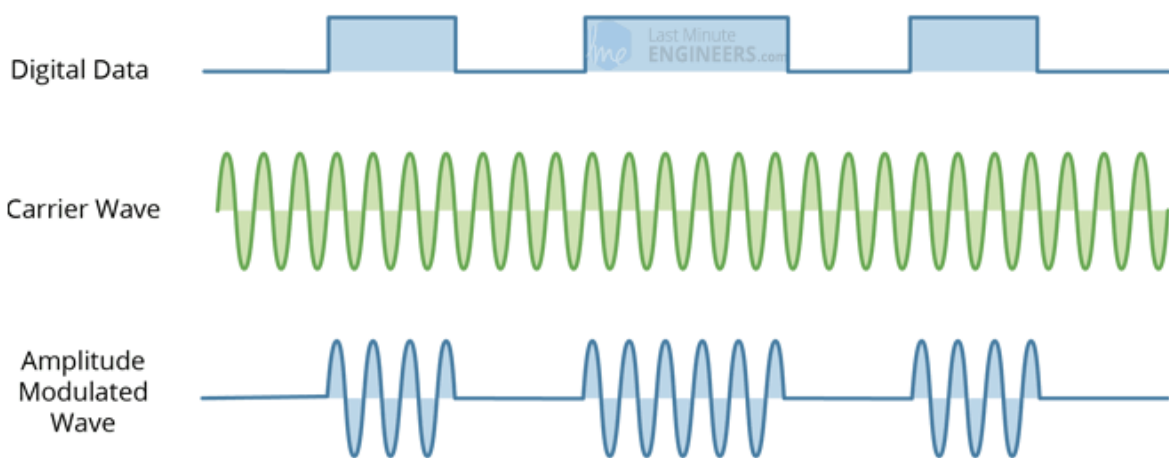 Digital Data
Last Minute
ENGINEERS.com
Carrier Wave
Amplitude
Modulated
Wave